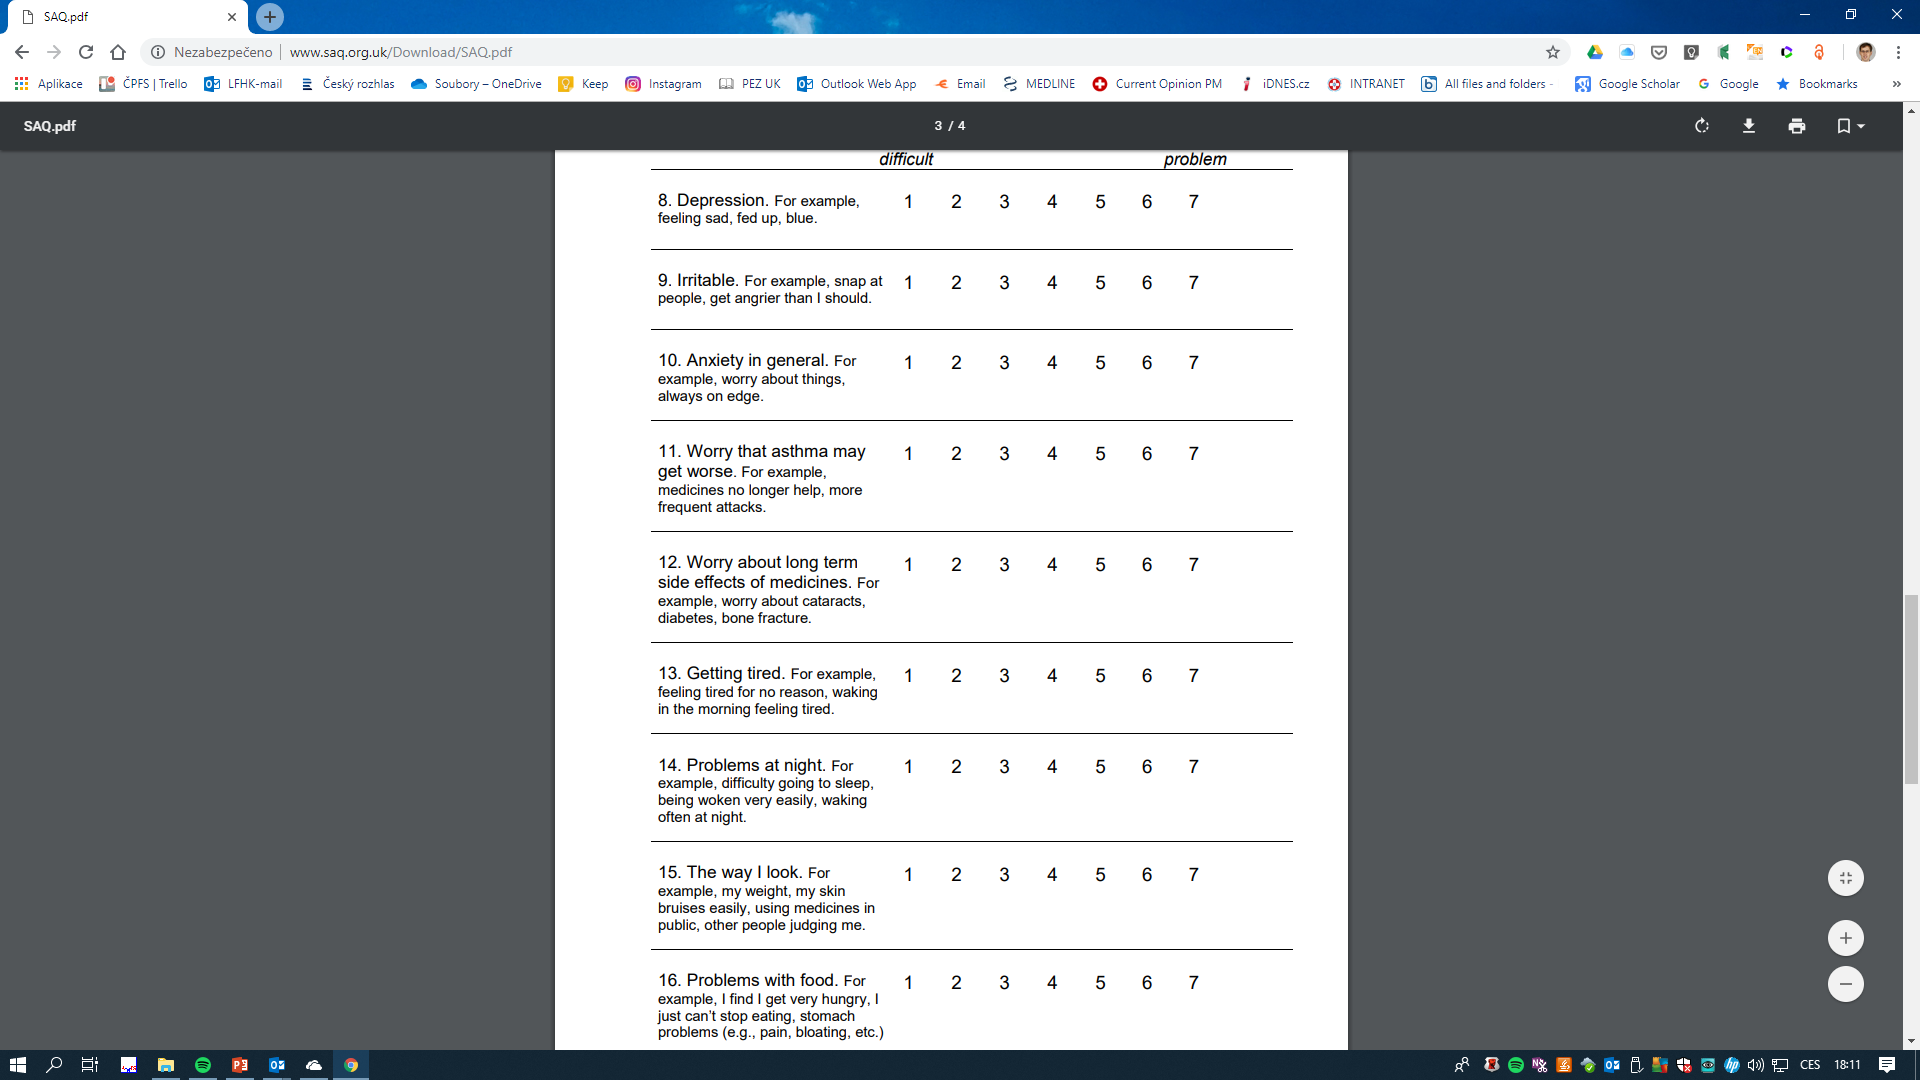 SAQ.pdf
Nezabezpečeno www.saq.org.uk/Download/SAQ.pdf
Aplikace ČPFS | Trello LFHK-mail Český rozhlas Soubory – OneDrive Keep Instagram PEZ UK Outlook Web App Email MEDLINE Current Opinion PM iDNES.cz INTRANET All files and folders - Google Scholar Google Bookmarks »
SAQ.pdf 3 / 4
difficult problem
8. Depression. For example, 1 2 3 4 5 6 7
feeling sad, fed up, blue.
9. Irritable. For example, snap at 1 2 3 4 5 6 7
people, get angrier than I should.
10. Anxiety in general. For 1 2 3 4 5 6 7
example, worry about things,
always on edge.
11. Worry that asthma may 1 2 3 4 5 6 7
get worse. For example,
medicines no longer help, more
frequent attacks.
12. Worry about long term 1 2 3 4 5 6 7
side effects of medicines. For
example, worry about cataracts,
diabetes, bone fracture.
13. Getting tired. For example, 1 2 3 4 5 6 7
feeling tired for no reason, waking
in the morning feeling tired.
14. Problems at night. For 1 2 3 4 5 6 7
example, difficulty going to sleep,
being woken very easily, waking
often at night.
15. The way I look. For 1 2 3 4 5 6 7
example, my weight, my skin
bruises easily, using medicines in
public, other people judging me.
16. Problems with food. For 1 2 3 4 5 6 7
example, I find I get very hungry, I
just can't stop eating, stomach
problems (e.g., pain, bloating, etc.)
CES 18:11